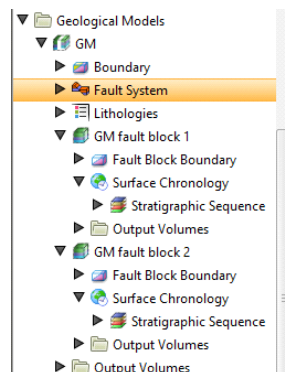 Geological Models
GM
Boundary
Fault System
Lithologies
GM fault block 1
Fault Block Boundary
Surface Chronology
Stratigraphic Sequence
Output Volumes
GM fault block 2
Fault Block Boundary
Surface Chronology
Stratigraphic Sequence
Output Volumes
Output Volumes